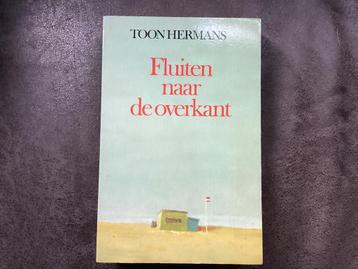 TOON HERMANS
Fluiten
naar
de overkant